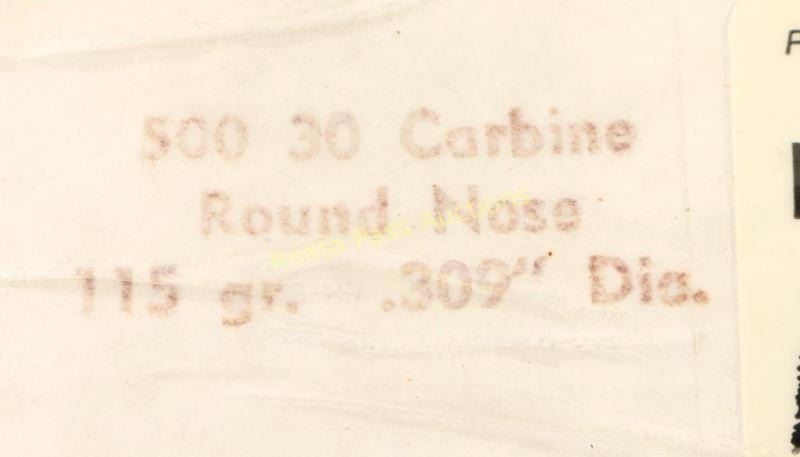 500 30 Carbine
Round Nose
115 gr. .309" Dia.